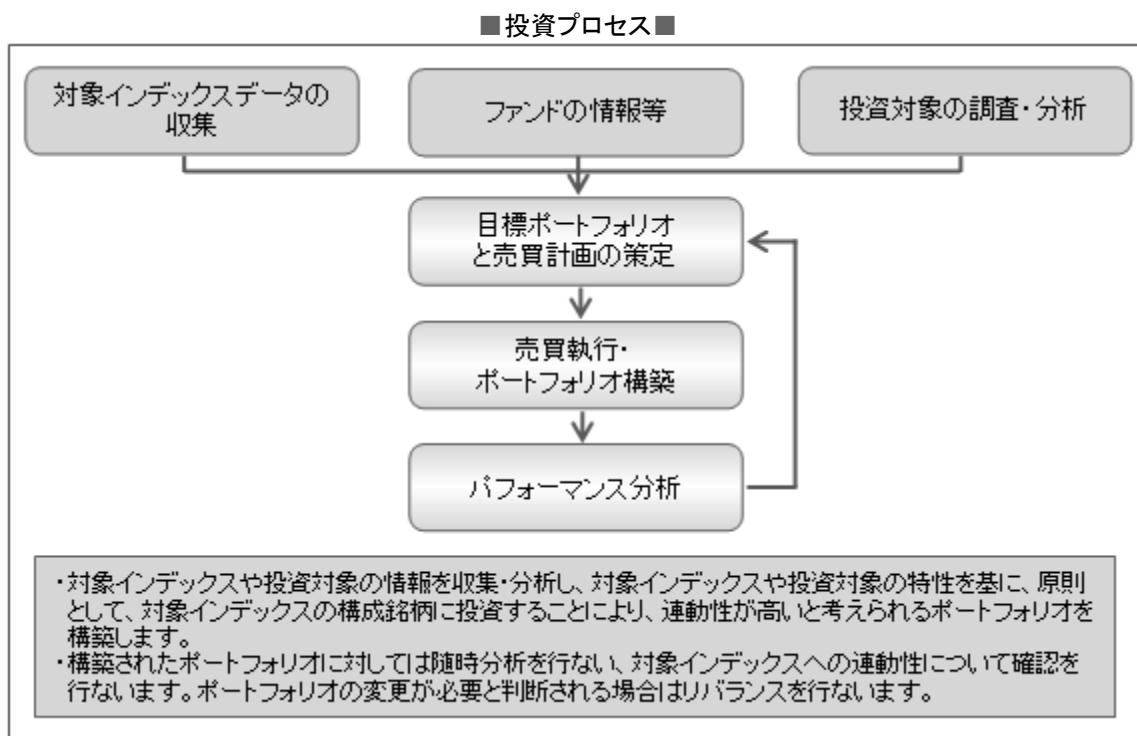 ■投資プロセス■
対象インデックスデータの
収集
ファンドの情報等
投資対象の調査・分析
目標ポートフォリオ
と売買計画の策定
売買執行・
ポートフォリオ構築
パフォーマンス分析
・対象インデックスや投資対象の情報を収集・分析し、対象インデックスや投資対象の特性を基に、原則
として、対象インデックスの構成銘柄に投資することにより、連動性が高いと考えられるポートフォリオを
構築します。
・構築されたポートフォリオに対しては随時分析を行ない、対象インデックスへの連動性について確認を
行ないます。ポートフォリオの変更が必要と判断される場合はリバランスを行ないます。